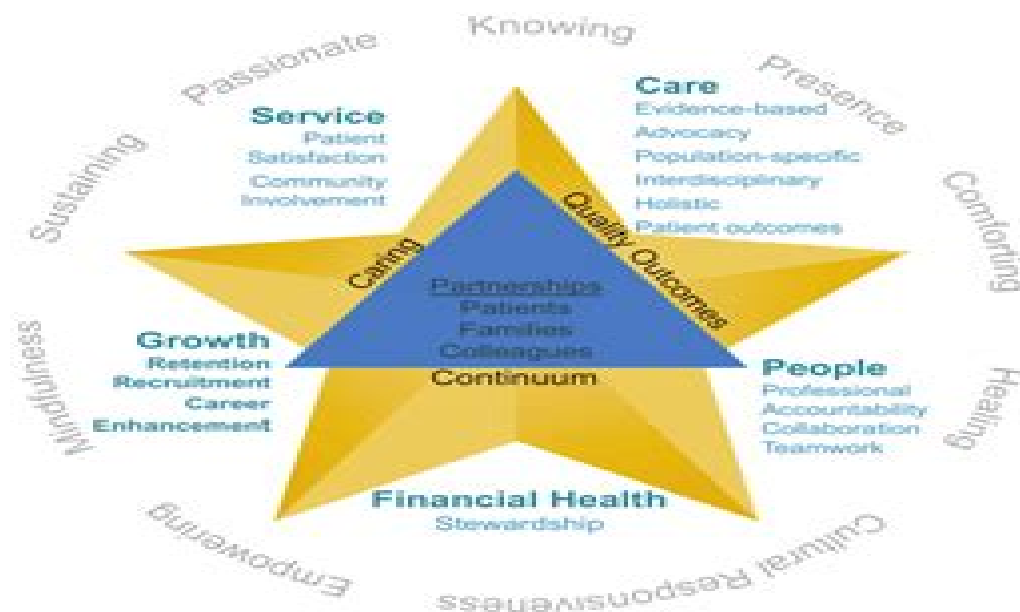 Knowing
Presence
Comforting
Healing
Cultural Responsiveness
Empowering
Mindfulness
Sustaining
Passionate
Service
Patient
Satisfaction
Community
Involvement
Care
Evidence-based
Advocacy
Population-specific
Interdisciplinary
Holistic
Patient outcomes
Caring
Quality Outcomes
Partnerships
Patients
Families
Colleagues
Continuum
Growth
Retention
Recruitment
Career
Enhancement
People
Professional
Accountability
Collaboration
Teamwork
Financial Health
Stewardship